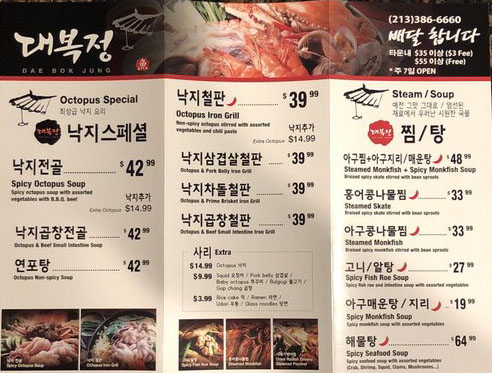 대복정
DAE BOK JUNG
(213)386-6660
배달 합니다
타운내 $35 이상 ($3 Fee)
$55 이상 (Free)
* 주 7일 OPEN
Octopus Special
최상급 낙지 요리
대복정 낙지스페셜
낙지전골 $42.99
Spicy Octopus Soup
Spicy octopus soup with assorted
vegetables with B.B.G. beef
낙지추가
Extra Octopus $14.99
낙지곱창전골 $42.99
Octopus & Beef Small Intestine Soup
연포탕 $42.99
Octopus Non-spicy Soup
낙지 전골
Spicy Octopus Soup
낙지 철판
Octopus Iron Grill
낙지철판 $39.99
Octopus Iron Grill
Non-spicy octopus stirred with assorted
vegetables and chili paste
낙지추가
Extra Octopus $14.99
낙지삼겹살철판 $39.99
Octopus & Pork Belly Iron Grill
낙지차돌철판 $39.99
Octopus & Prime Brisket Iron Grill
낙지곱창철판 $39.99
Octopus & Beef Small Intestine Iron Grill
사리 Extra
$14.99 Octopus 낙지
$9.99 Squid 오징어 / Pork belly 삼겹살 /
Baby octopus 쭈꾸미 / Bulgogi 불고기 /
Gop chang 곱창
$3.99 Rice cake 떡 / Ramen 라면 /
Udon 우동 / Glass noodles 당면
Spicy Fish Roe Soup
아구콩나물찜
Steamed Monkfish
Steam / Soup
예전 그맛 그대로 / 엄선된
재료에서 우러난 시원한 국물
대복정 찜/탕
아구찜+아구지리/매운탕 $48.99
Steamed Monkfish + Spicy Monkfish Soup
Braised spicy skate stirred with bean sprouts
홍어콩나물찜 $33.99
Steamed Skate
Braised spicy skate stirred with bean sprouts
아구콩나물찜 $33.99
Steamed Monkfish
Braised spicy monkfish stirred with bean sprouts
고니/알탕 $27.99
Spicy Fish Roe Soup
Spicy fish roe and intestine soup with assorted vegetables
아구매운탕 / 지리 $19.99
Spicy Monkfish Soup
Spicy monkfish soup with assorted vegetables
해물탕 $64.99
Spicy Seafood Soup
Spicy seafood soup with assorted vegetables
(Crab, Shrimp, Squid, Clams, Mushrooms...)